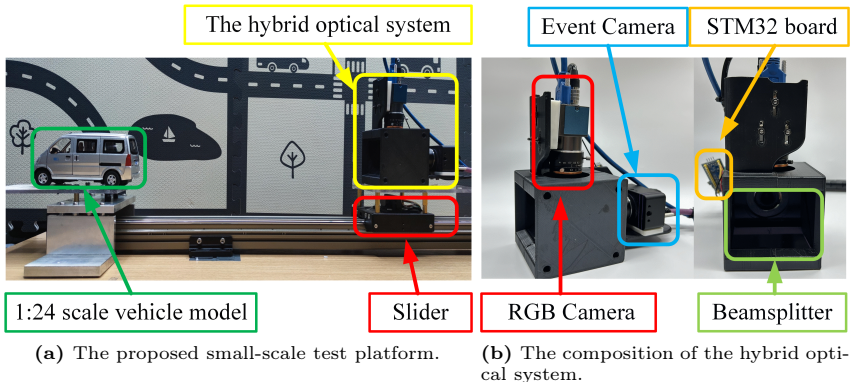 The hybrid optical system
Event Camera
STM32 board
1:24 scale vehicle model
Slider
RGB Camera
Beamsplitter
(a) The proposed small-scale test platform.
(b) The composition of the hybrid opti-
cal system.